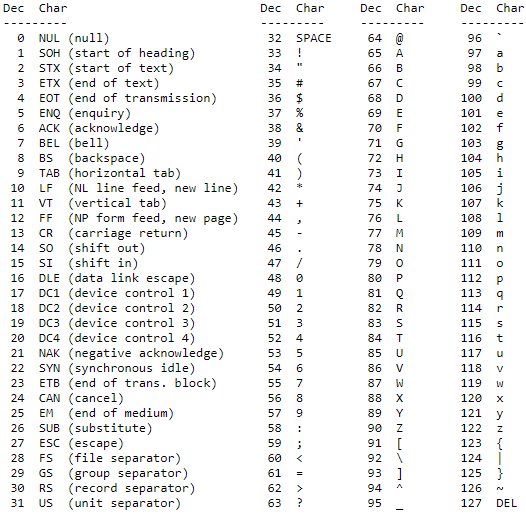 Dec  Char                           Dec  Char     Dec  Char     Dec  Char
---------                           ---------     ---------     ---------
  0  NUL (null)                      32  SPACE     64  @         96  `
  1  SOH (start of heading)          33  !         65  A         97  a
  2  STX (start of text)             34  "         66  B         98  b
  3  ETX (end of text)               35  #         67  C         99  c
  4  EOT (end of transmission)       36  $         68  D        100  d
  5  ENQ (enquiry)                   37  %         69  E        101  e
  6  ACK (acknowledge)               38  &         70  F        102  f
  7  BEL (bell)                      39  '         71  G        103  g
  8  BS  (backspace)                 40  (         72  H        104  h
  9  TAB (horizontal tab)            41  )         73  I        105  i
 10  LF  (NL line feed, new line)    42  *         74  J        106  j
 11  VT  (vertical tab)              43  +         75  K        107  k
 12  FF  (NP form feed, new page)    44  ,         76  L        108  l
 13  CR  (carriage return)           45  -         77  M        109  m
 14  SO  (shift out)                 46  .         78  N        110  n
 15  SI  (shift in)                  47  /         79  O        111  o
 16  DLE (data link escape)          48  0         80  P        112  p
 17  DC1 (device control 1)          49  1         81  Q        113  q
 18  DC2 (device control 2)          50  2         82  R        114  r
 19  DC3 (device control 3)          51  3         83  S        115  s
 20  DC4 (device control 4)          52  4         84  T        116  t
 21  NAK (negative acknowledge)      53  5         85  U        117  u
 22  SYN (synchronous idle)          54  6         86  V        118  v
 23  ETB (end of trans. block)       55  7         87  W        119  w
 24  CAN (cancel)                    56  8         88  X        120  x
 25  EM  (end of medium)             57  9         89  Y        121  y
 26  SUB (substitute)                58  :         90  Z        122  z
 27  ESC (escape)                    59  ;         91  [        123  {
 28  FS  (file separator)            60  <         92  \        124  |
 29  GS  (group separator)           61  =         93  ]        125  }
 30  RS  (record separator)          62  >         94  ^        126  ~
 31  US  (unit separator)            63  ?         95  _        127  DEL